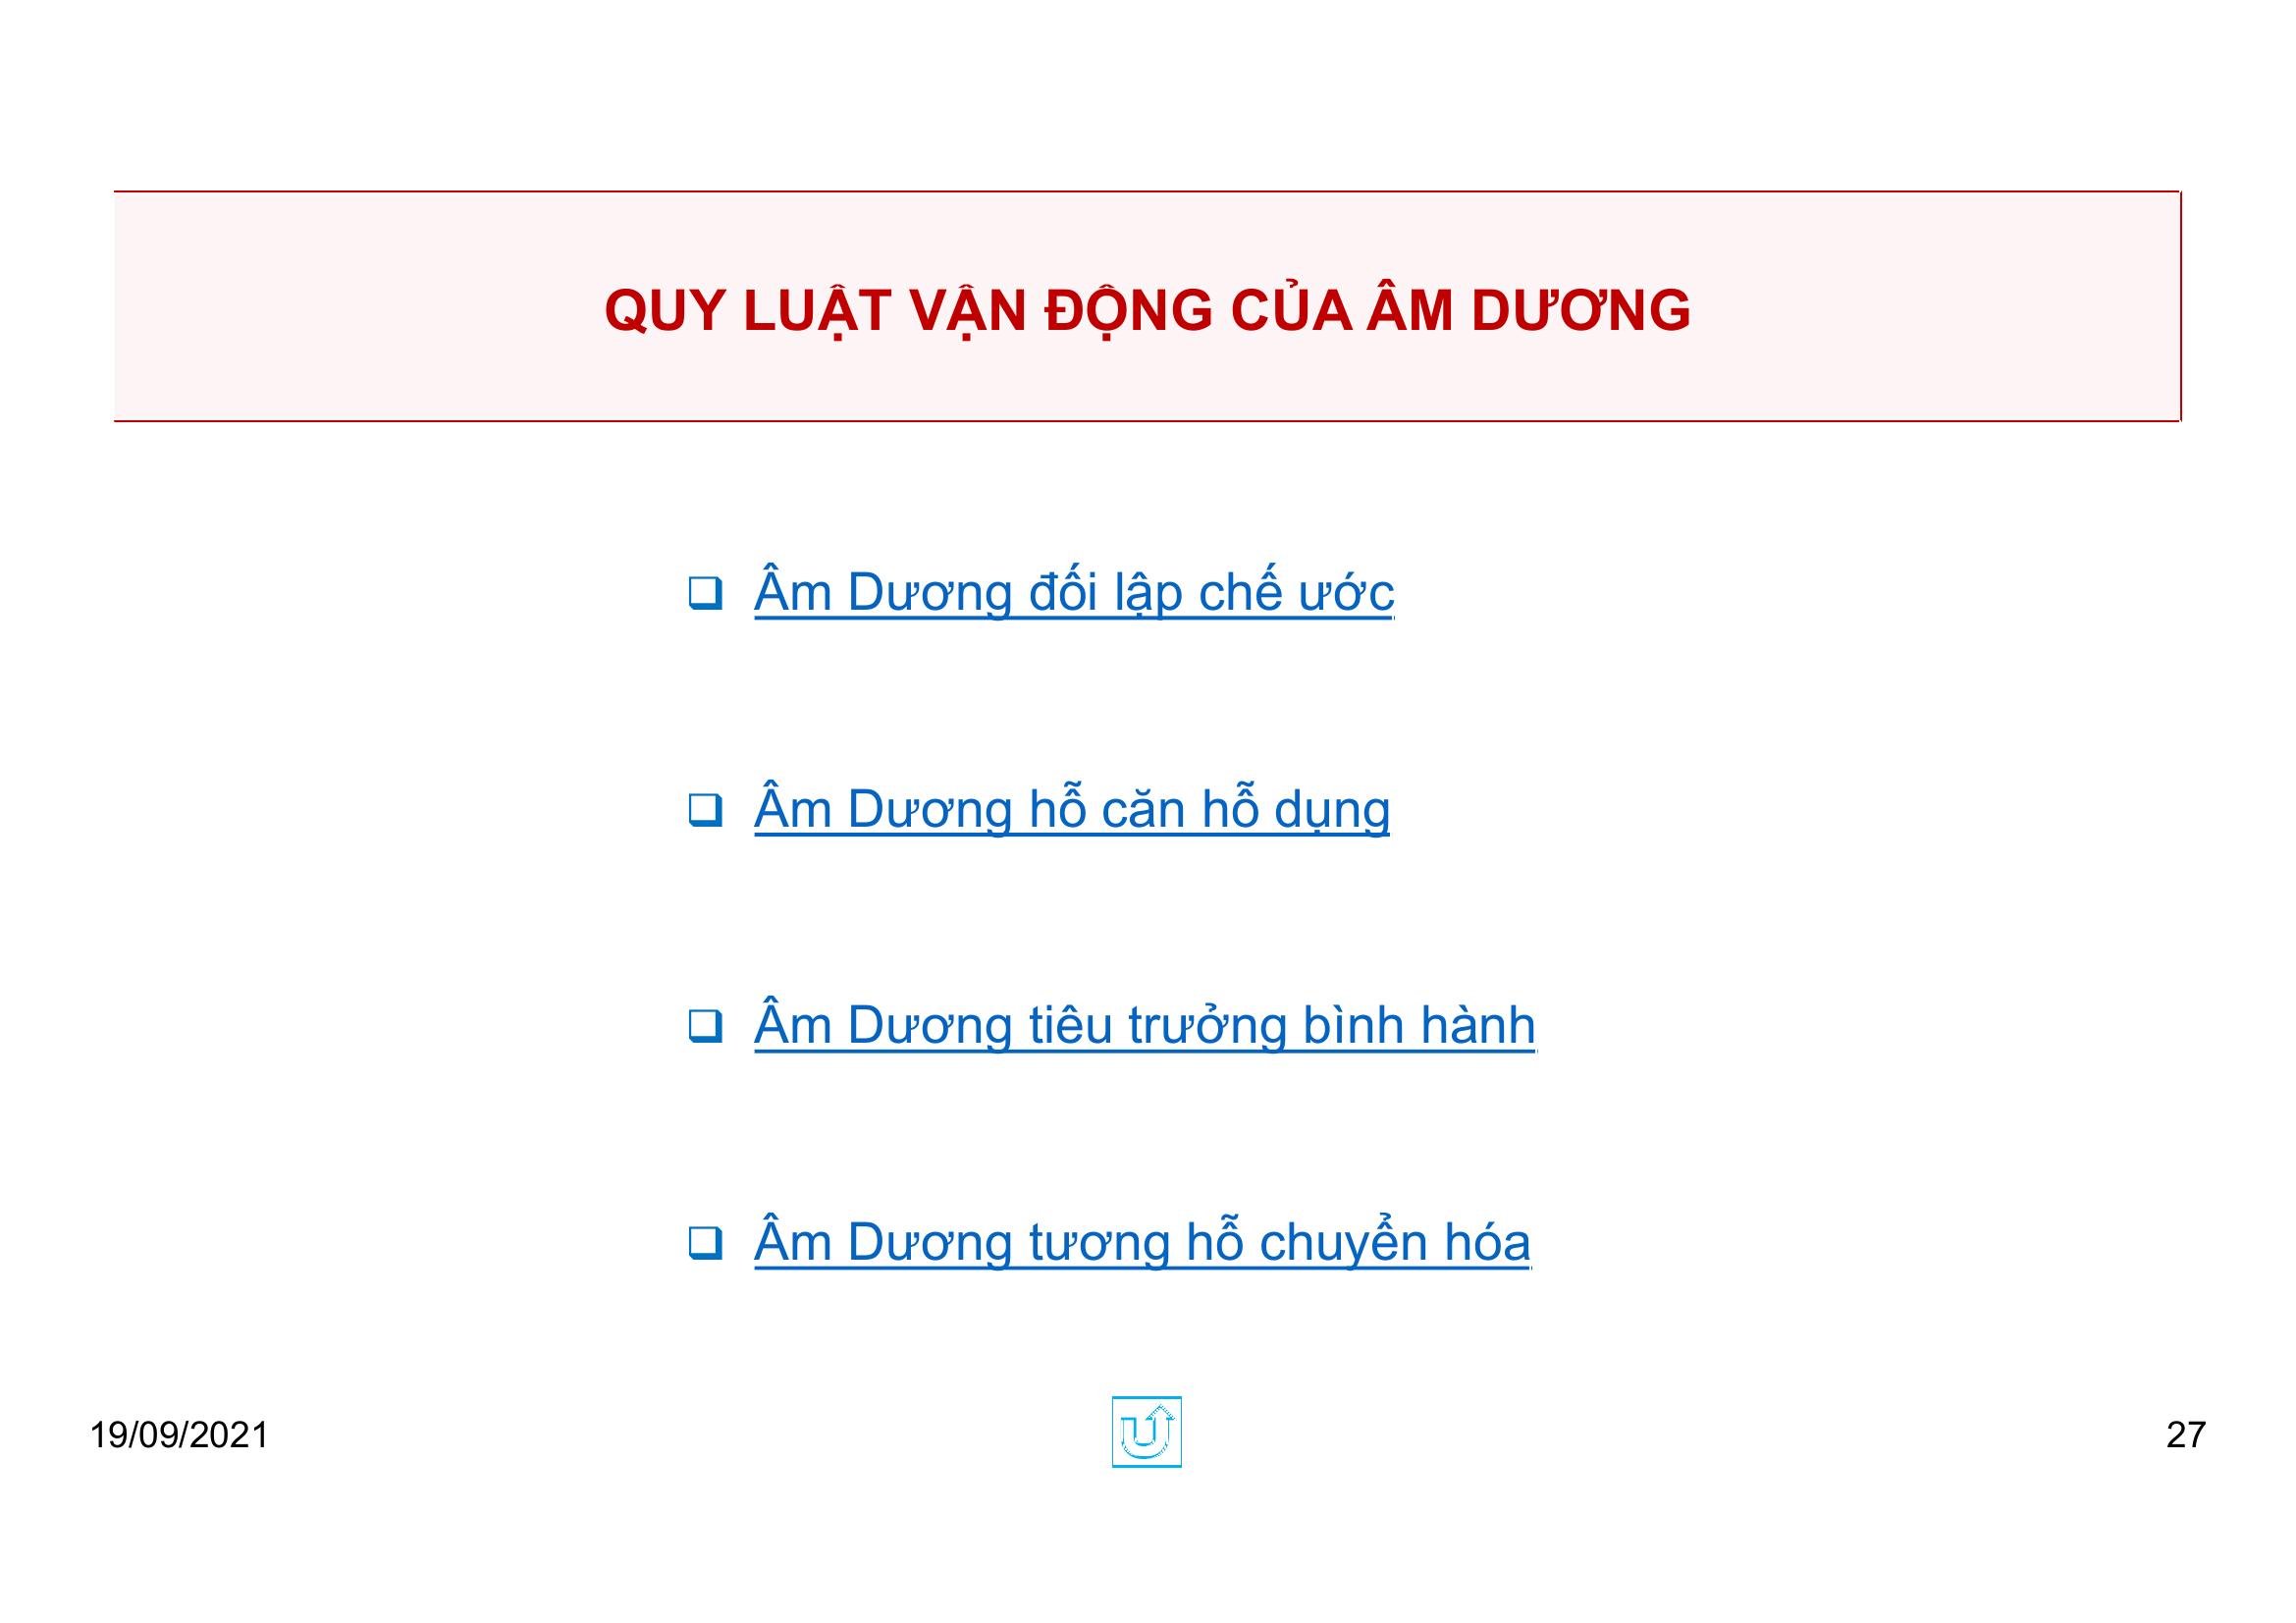 QUY LUẬT VẬN ĐỘNG CỦA ÂM DƯƠNG
❑ Âm Dương đối lập chế ước
❑ Âm Dương hỗ căn hỗ dụng
❑ Âm Dương tiêu trưởng bình hành
❑ Âm Dương tương hỗ chuyển hóa
19/09/2021
27